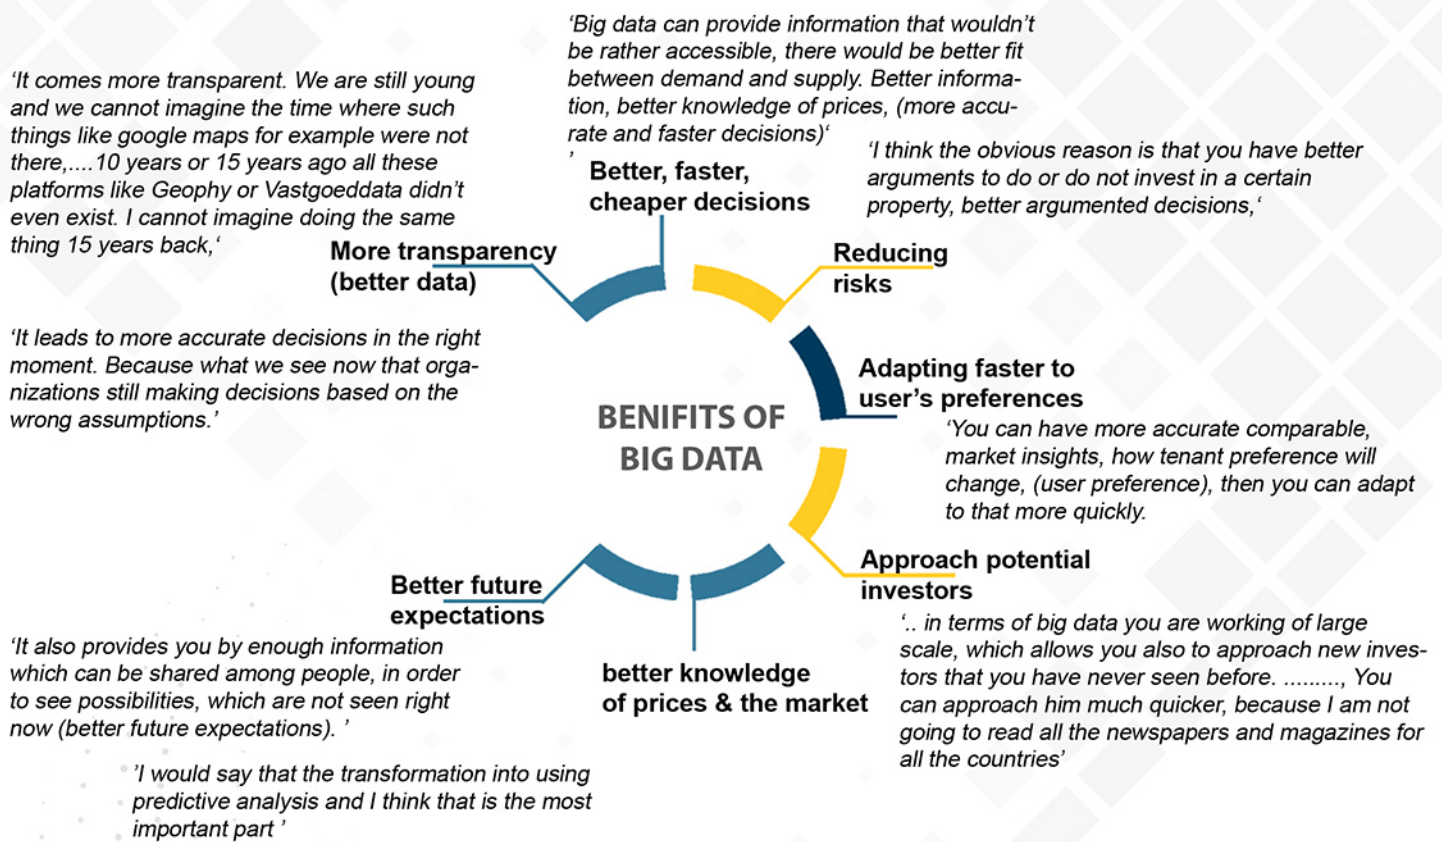 ‘Big data can provide information that wouldn’t
be rather accessible, there would be better fit
between demand and supply. Better informa-
tion, better knowledge of prices, (more accu-
rate and faster decisions)‘
’
Better, faster,
cheaper decisions
‘It comes more transparent. We are still young
and we cannot imagine the time where such
things like google maps for example were not
there,....10 years or 15 years ago all these
platforms like Geophy or Vastgoeddata didn’t
even exist. I cannot imagine doing the same
thing 15 years back,‘
More transparency
(better data)
‘I think the obvious reason is that you have better
arguments to do or do not invest in a certain
property, better argumented decisions,‘
Reducing
risks
‘It leads to more accurate decisions in the right
moment. Because what we see now that orga-
nizations still making decisions based on the
wrong assumptions.’
BENIFITS OF
BIG DATA
Adapting faster to
user’s preferences
‘You can have more accurate comparable,
market insights, how tenant preference will
change, (user preference), then you can adapt
to that more quickly.
Approach potential
investors
‘.. in terms of big data you are working of large
scale, which allows you also to approach new inves-
tors that you have never seen before. ........., You
can approach him much quicker, because I am not
going to read all the newspapers and magazines for
all the countries’
Better future
expectations
‘It also provides you by enough information
which can be shared among people, in order
to see possibilities, which are not seen right
now (better future expectations). ’
better knowledge
of prices & the market
’I would say that the transformation into using
predictive analysis and I think that is the most
important part ’